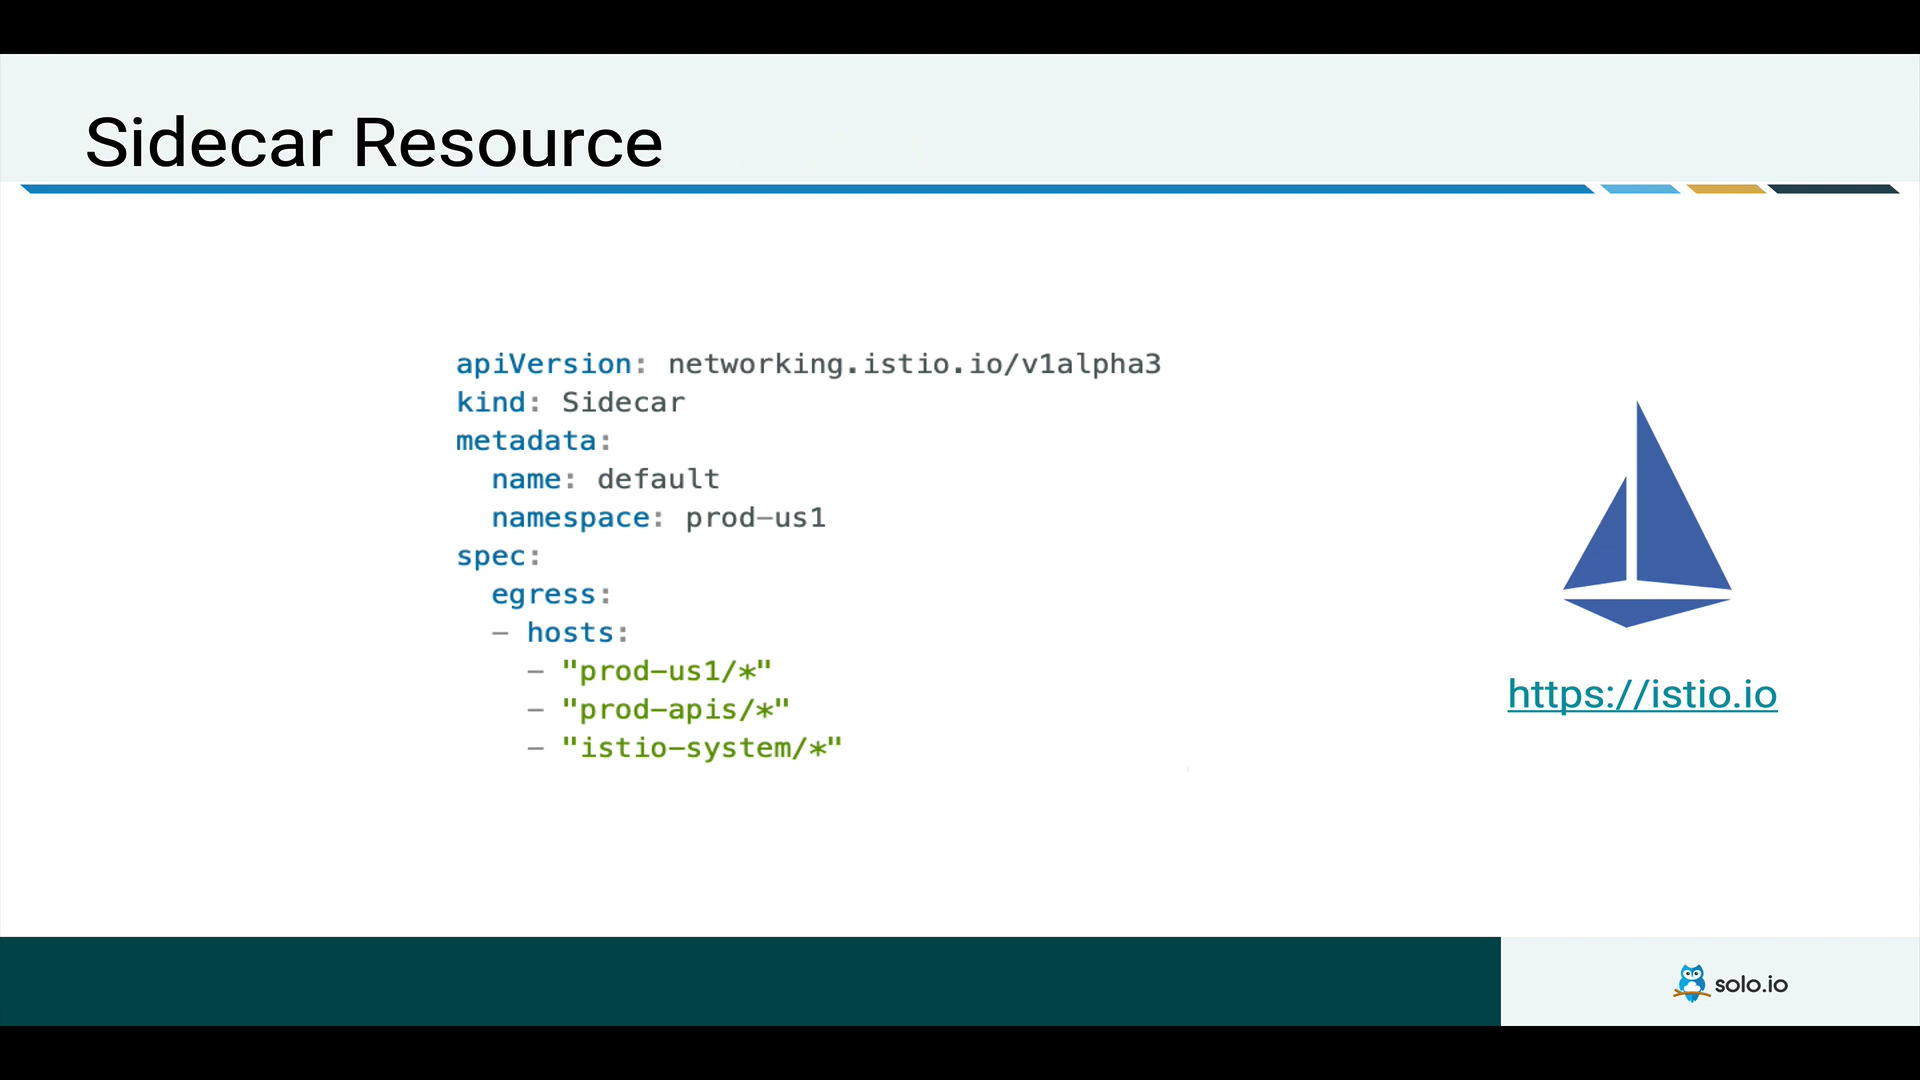 Sidecar Resource
apiVersion: networking.istio.io/v1alpha3
kind: Sidecar
metadata:
  name: default
  namespace: prod-us1
spec:
  egress:
  - hosts:
    - "prod-us1/*"
    - "prod-apis/*"
    - "istio-system/*"
https://istio.io
solo.io